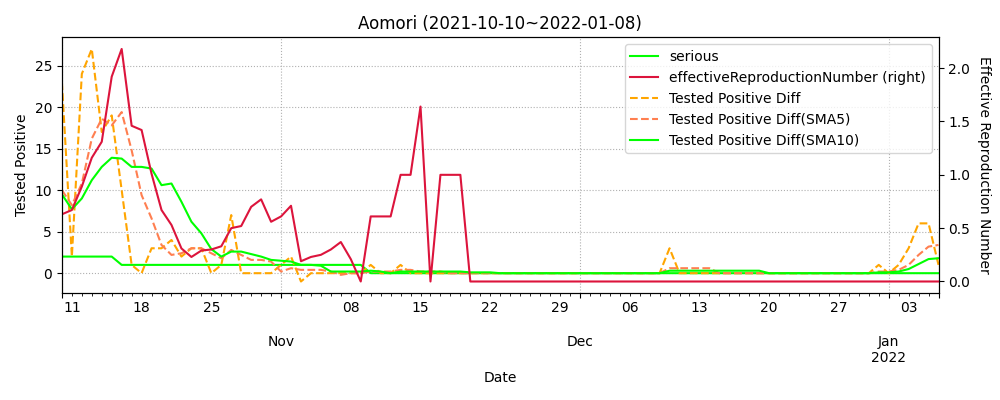 Aomori (2021-10-10~2022-01-08)
serious
effectiveReproductionNumber (right)
Tested Positive Diff
Tested Positive Diff(SMA5)
Tested Positive Diff(SMA10)
Tested Positive
25
20
15
10
5
0
2.0
1.5
1.0
0.5
0.0
Effective Reproduction Number
11 18 25 08 15 22 29 06 13 20 27 03
Nov Dec Jan
2022
Date